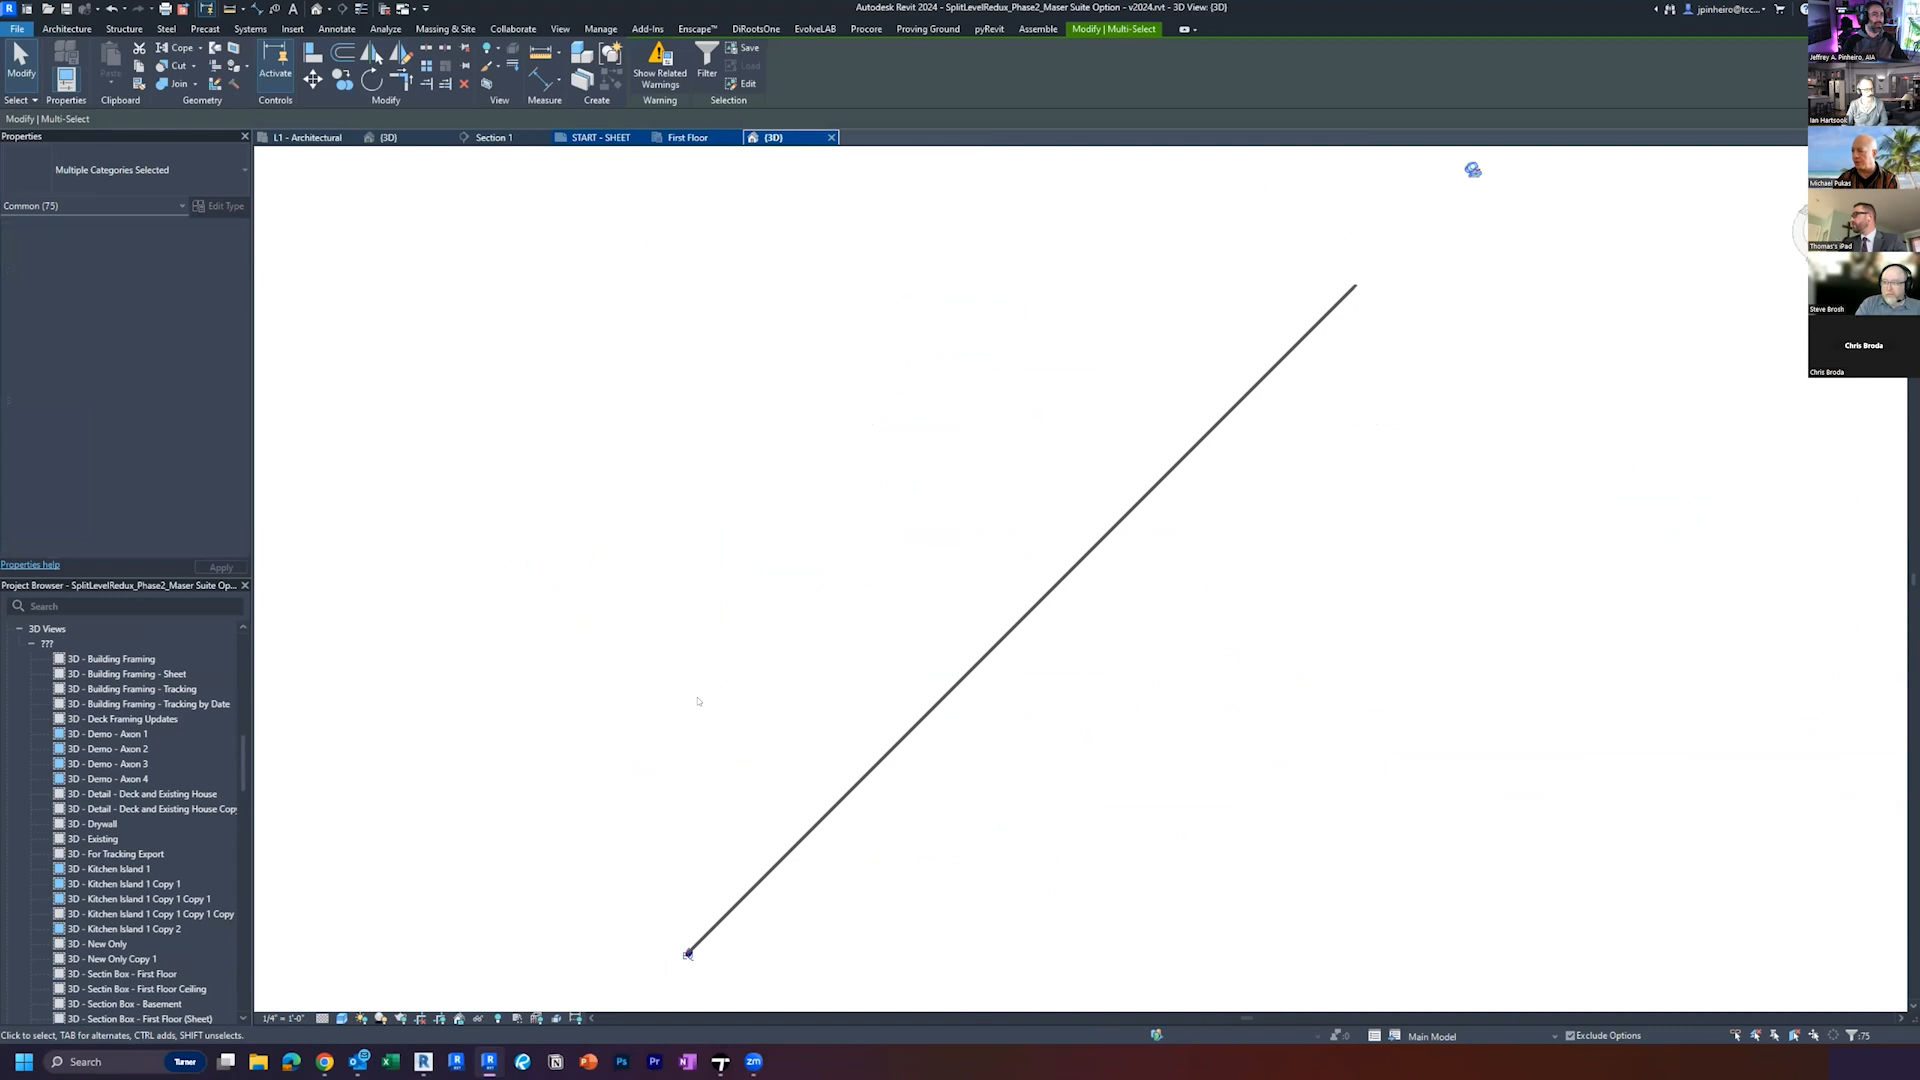 Autodesk Revit 2024 - SplitLevelRedux_Phase2_Maser Suite Option - v2024.rvt - 3D View: {3D}
jpinheiro@tcc...
File Architecture Structure Steel Precast Systems Insert Annotate Analyze Massing & Site Collaborate View Manage Add-Ins Enscape™ DiRootsOne EvolveLAB Procore Proving Ground pyRevit Assemble Modify | Multi-Select
Modify
Select
Properties
Paste
Clipboard
Cope
Cut
Join
Geometry
Activate
Controls
Modify
View
Measure
Create
Show Related Warnings
Warning
Filter
Save
Load
Edit
Selection
Modify | Multi-Select
Properties
Multiple Categories Selected
Common (75)
Edit Type
Properties help
Apply
L1 - Architectural
{3D}
Section 1
START - SHEET
First Floor
{3D}
Project Browser - SplitLevelRedux_Phase2_Maser Suite Op...
Search
3D Views
???
3D - Building Framing
3D - Building Framing - Sheet
3D - Building Framing - Tracking
3D - Building Framing - Tracking by Date
3D - Deck Framing Updates
3D - Demo - Axon 1
3D - Demo - Axon 2
3D - Demo - Axon 3
3D - Demo - Axon 4
3D - Detail - Deck and Existing House
3D - Detail - Deck and Existing House Copy
3D - Drywall
3D - Existing
3D - For Tracking Export
3D - Kitchen Island 1
3D - Kitchen Island 1 Copy 1
3D - Kitchen Island 1 Copy 1 Copy 1
3D - Kitchen Island 1 Copy 1 Copy 1 Copy
3D - Kitchen Island 1 Copy 2
3D - New Only
3D - New Only Copy 1
3D - Sectin Box - First Floor
3D - Sectin Box - First Floor Ceiling
3D - Section Box - Basement
3D - Section Box - First Floor (Sheet)
1/4" = 1'-0"
Click to select, TAB for alternates, CTRL adds, SHIFT unselects.
:0
Main Model
Exclude Options
:75
Search
Turner
Jeffrey A. Pinheiro, AIA
Ian Hartsook
Michael Pukas
Thomas's iPad
Steve Brosh
Chris Broda
Chris Broda